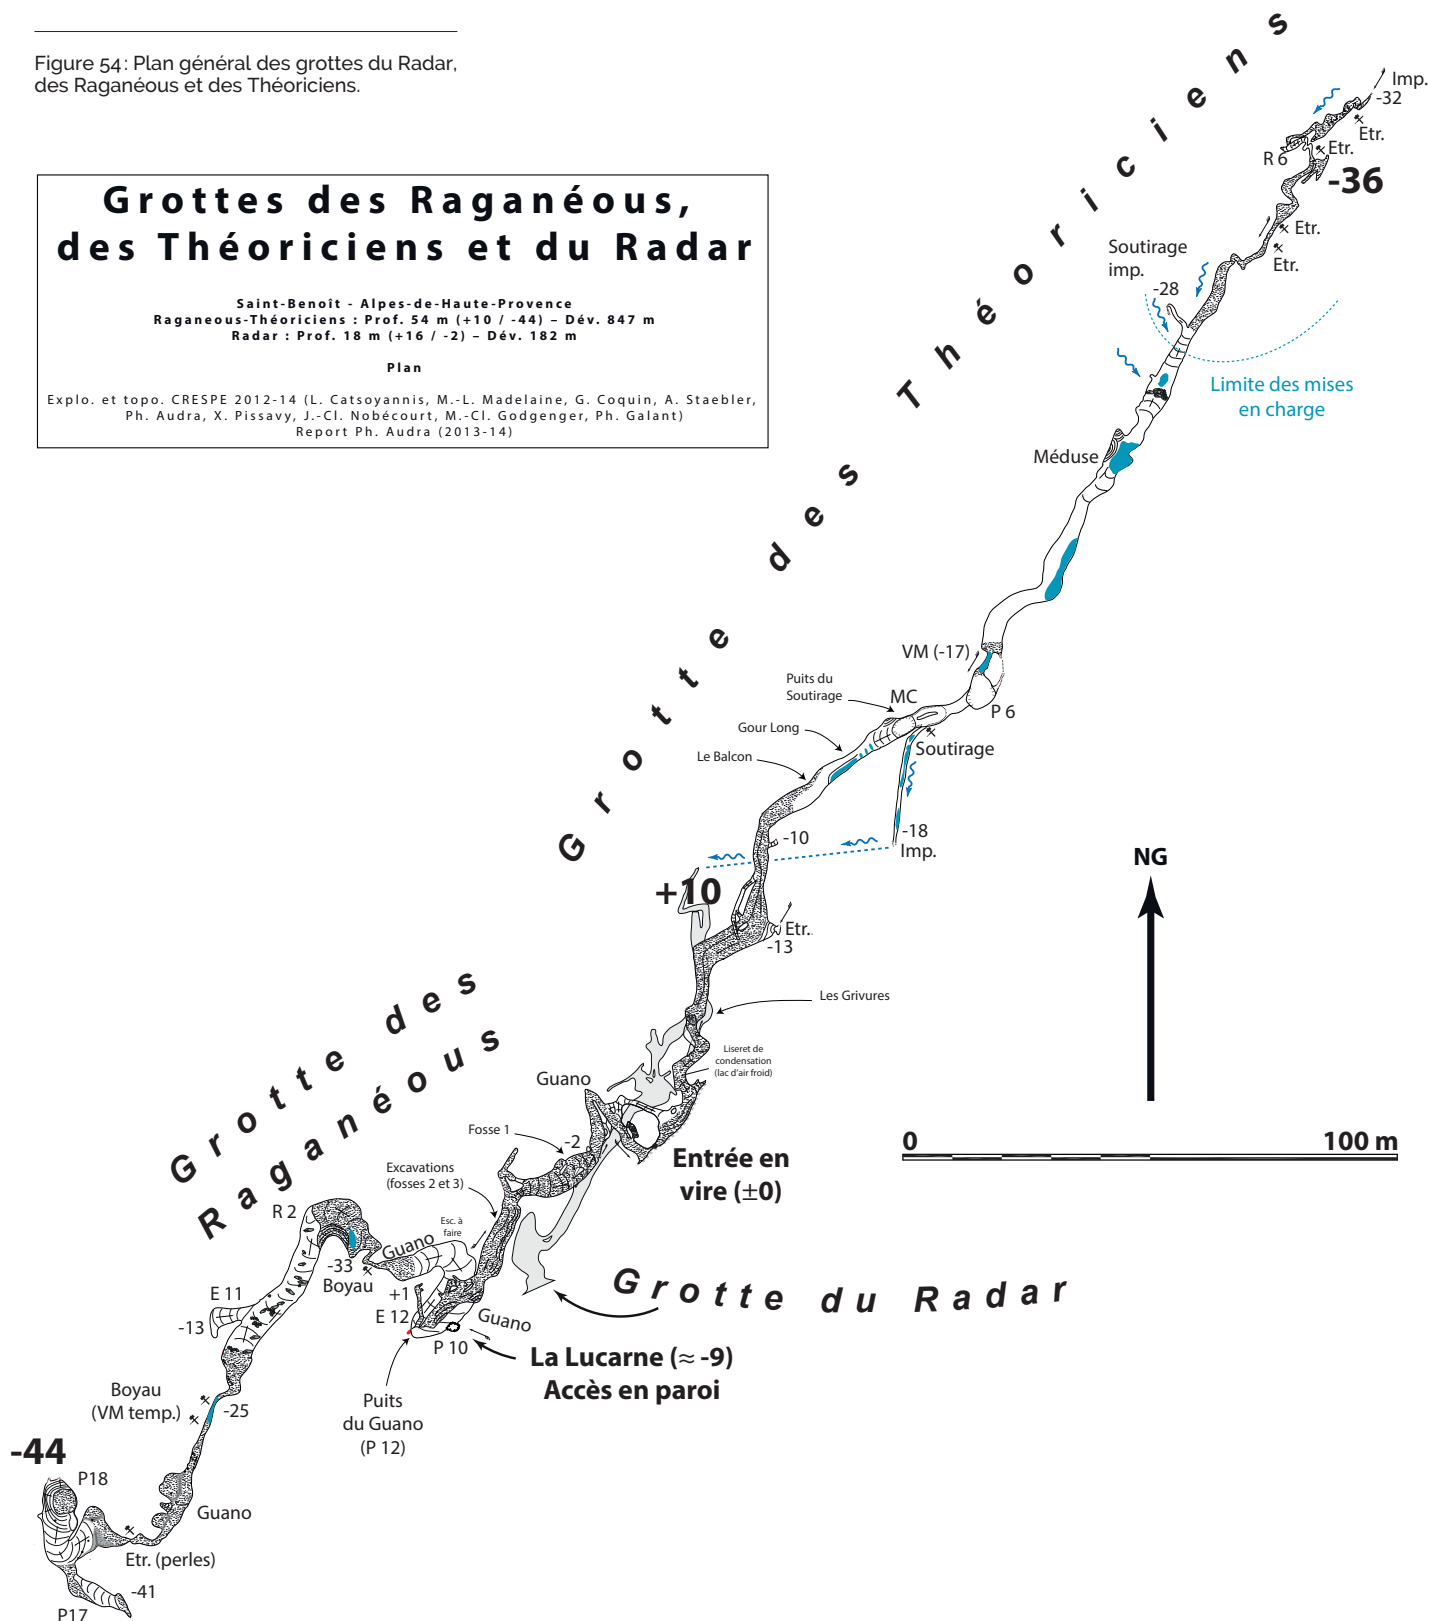 Figure 54: Plan général des grottes du Radar,
des Raganéous et des Théoriciens.
Grottes des Raganéous,
des Théoriciens et du Radar
Saint-Benoît - Alpes-de-Haute-Provence
Raganeous-Théoriciens : Prof. 54 m (+10 / -44) – Dév. 847 m
Radar : Prof. 18 m (+16 / -2) – Dév. 182 m
Plan
Explo. et topo. CRESPE 2012-14 (L. Catsoyannis, M.-L. Madelaine, G. Coquin, A. Staebler,
Ph. Audra, X. Pissavy, J.-Cl. Nobécourt, M.-Cl. Godgenger, Ph. Galant)
Report Ph. Audra (2013-14)
Grotte des Théoriciens
Imp.
-32
Etr.
Etr.
R 6
-36
Etr.
Etr.
Soutirage
imp.
-28
Limite des mises
en charge
Méduse
VM (-17)
Puits du
Soutirage
MC
P 6
Gour Long
Soutirage
Le Balcon
-10
-18
Imp.
NG
+10
Etr.
-13
Les Grivures
Liseret de
condensation
(lac d'air froid)
Grotte des
Raganéous
Guano
Fosse 1
-2
0
100 m
Entrée en
vire (±0)
Excavations
(fosses 2 et 3)
R 2
Esc. à
faire
Guano
-33
Boyau
+1
E 12
Grotte du Radar
E 11
-13
Guano
P 10
La Lucarne (≈ -9)
Accès en paroi
Puits
du Guano
(P 12)
Boyau
(VM temp.)
-25
-44
P18
Guano
Etr. (perles)
-41
P17